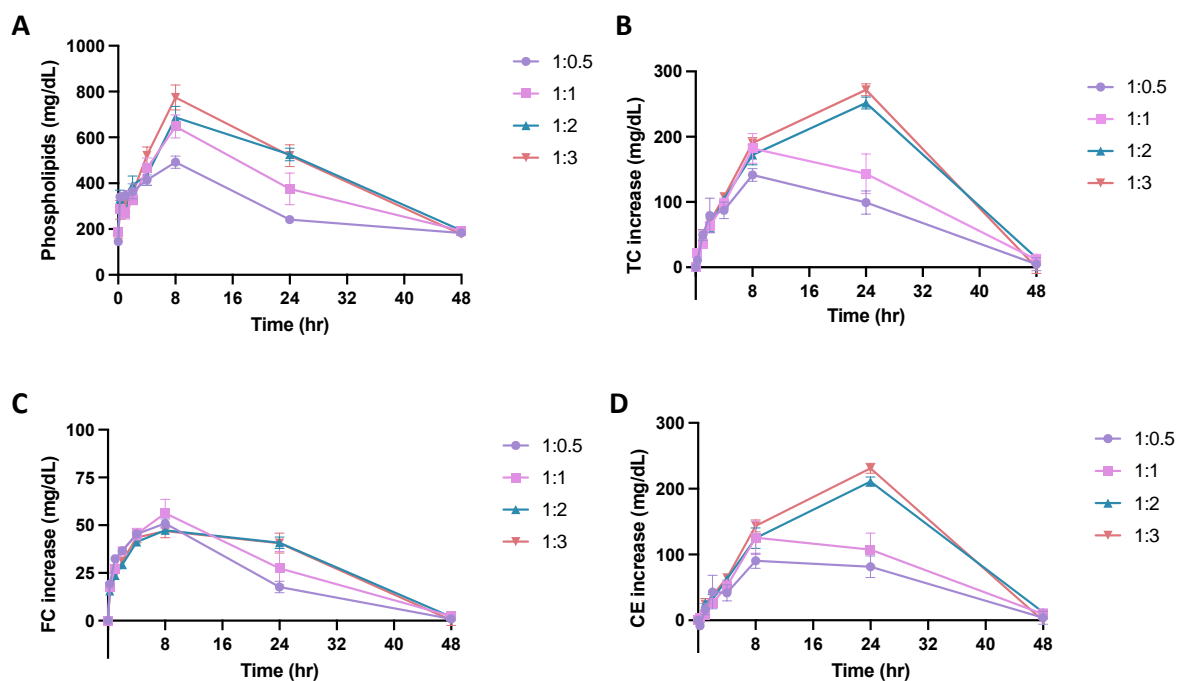 A
Phospholipids (mg/dL)
1000
800
600
400
200
0
0 8 16 24 32 40 48
Time (hr)
1:0.5
1:1
1:2
1:3
B
TC increase (mg/dL)
300
200
100
0
8 16 24 32 40 48
Time (hr)
1:0.5
1:1
1:2
1:3
C
FC increase (mg/dL)
100
75
50
25
0
8 16 24 32 40 48
Time (hr)
1:0.5
1:1
1:2
1:3
D
CE increase (mg/dL)
300
200
100
0
8 16 24 32 40 48
Time (hr)
1:0.5
1:1
1:2
1:3